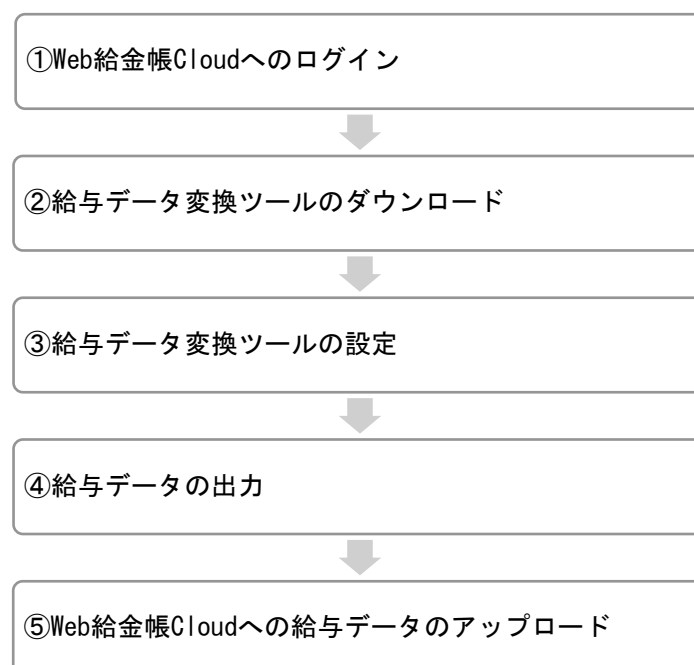 ①Web給金帳Cloudへのログイン
②給与データ変換ツールのダウンロード
③給与データ変換ツールの設定
④給与データの出力
⑤Web給金帳Cloudへの給与データのアップロード